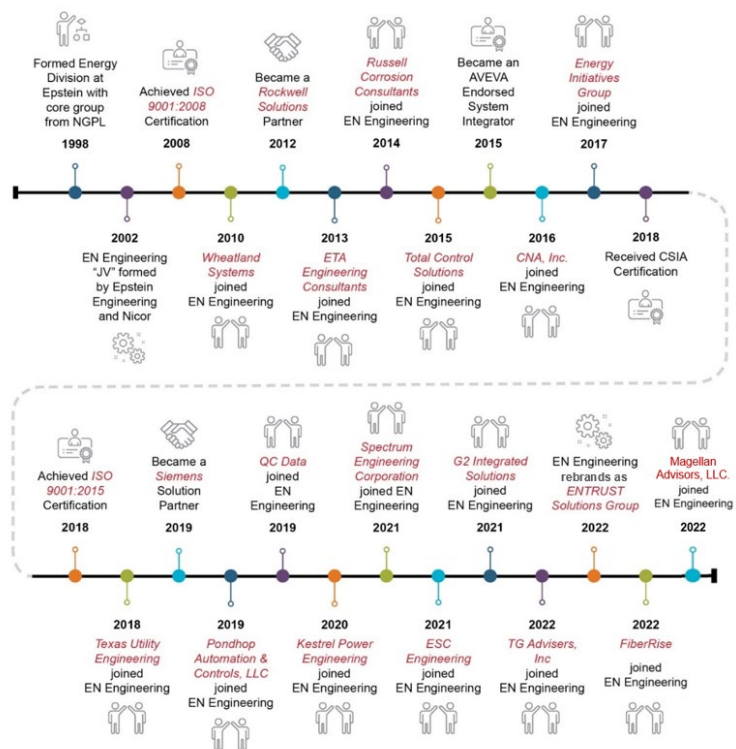 Formed Energy
Division at
Epstein with
core group
from NGPL
1998
EN Engineering
"JV" formed
by Epstein
Engineering
and Nicor
2002
Achieved ISO
9001:2008
Certification
2008
2010
Wheatland
Systems
joined
EN Engineering
Became a
Rockwell
Solutions
Partner
2012
2013
ETA
Engineering
Consultants
joined
EN Engineering
Russell
Corrosion
Consultants
joined
EN Engineering
2014
2015
Total Control
Solutions
joined
EN Engineering
Became an
AVEVA
Endorsed
System
Integrator
2015
2016
CNA, Inc.
joined
EN Engineering
Energy
Initiatives
Group
joined
EN Engineering
2017
2018
Received CSIA
Certification
Achieved ISO
9001:2015
Certification
2018
2018
Texas Utility
Engineering
joined
EN Engineering
Became a
Siemens
Solution
Partner
2019
2019
Pondhop
Automation &
Controls, LLC
joined
EN Engineering
QC Data
joined
EN
Engineering
2019
2020
Kestrel Power
Engineering
joined
EN Engineering
Spectrum
Engineering
Corporation
joined EN
Engineering
2021
2021
ESC
Engineering
joined
EN Engineering
G2 Integrated
Solutions
joined
EN Engineering
2021
2022
TG Advisers,
Inc
joined
EN Engineering
EN Engineering
rebrands as
ENTRUST
Solutions Group
2022
2022
FiberRise
joined
EN Engineering
Magellan
Advisors, LLC.
joined
EN Engineering
2022